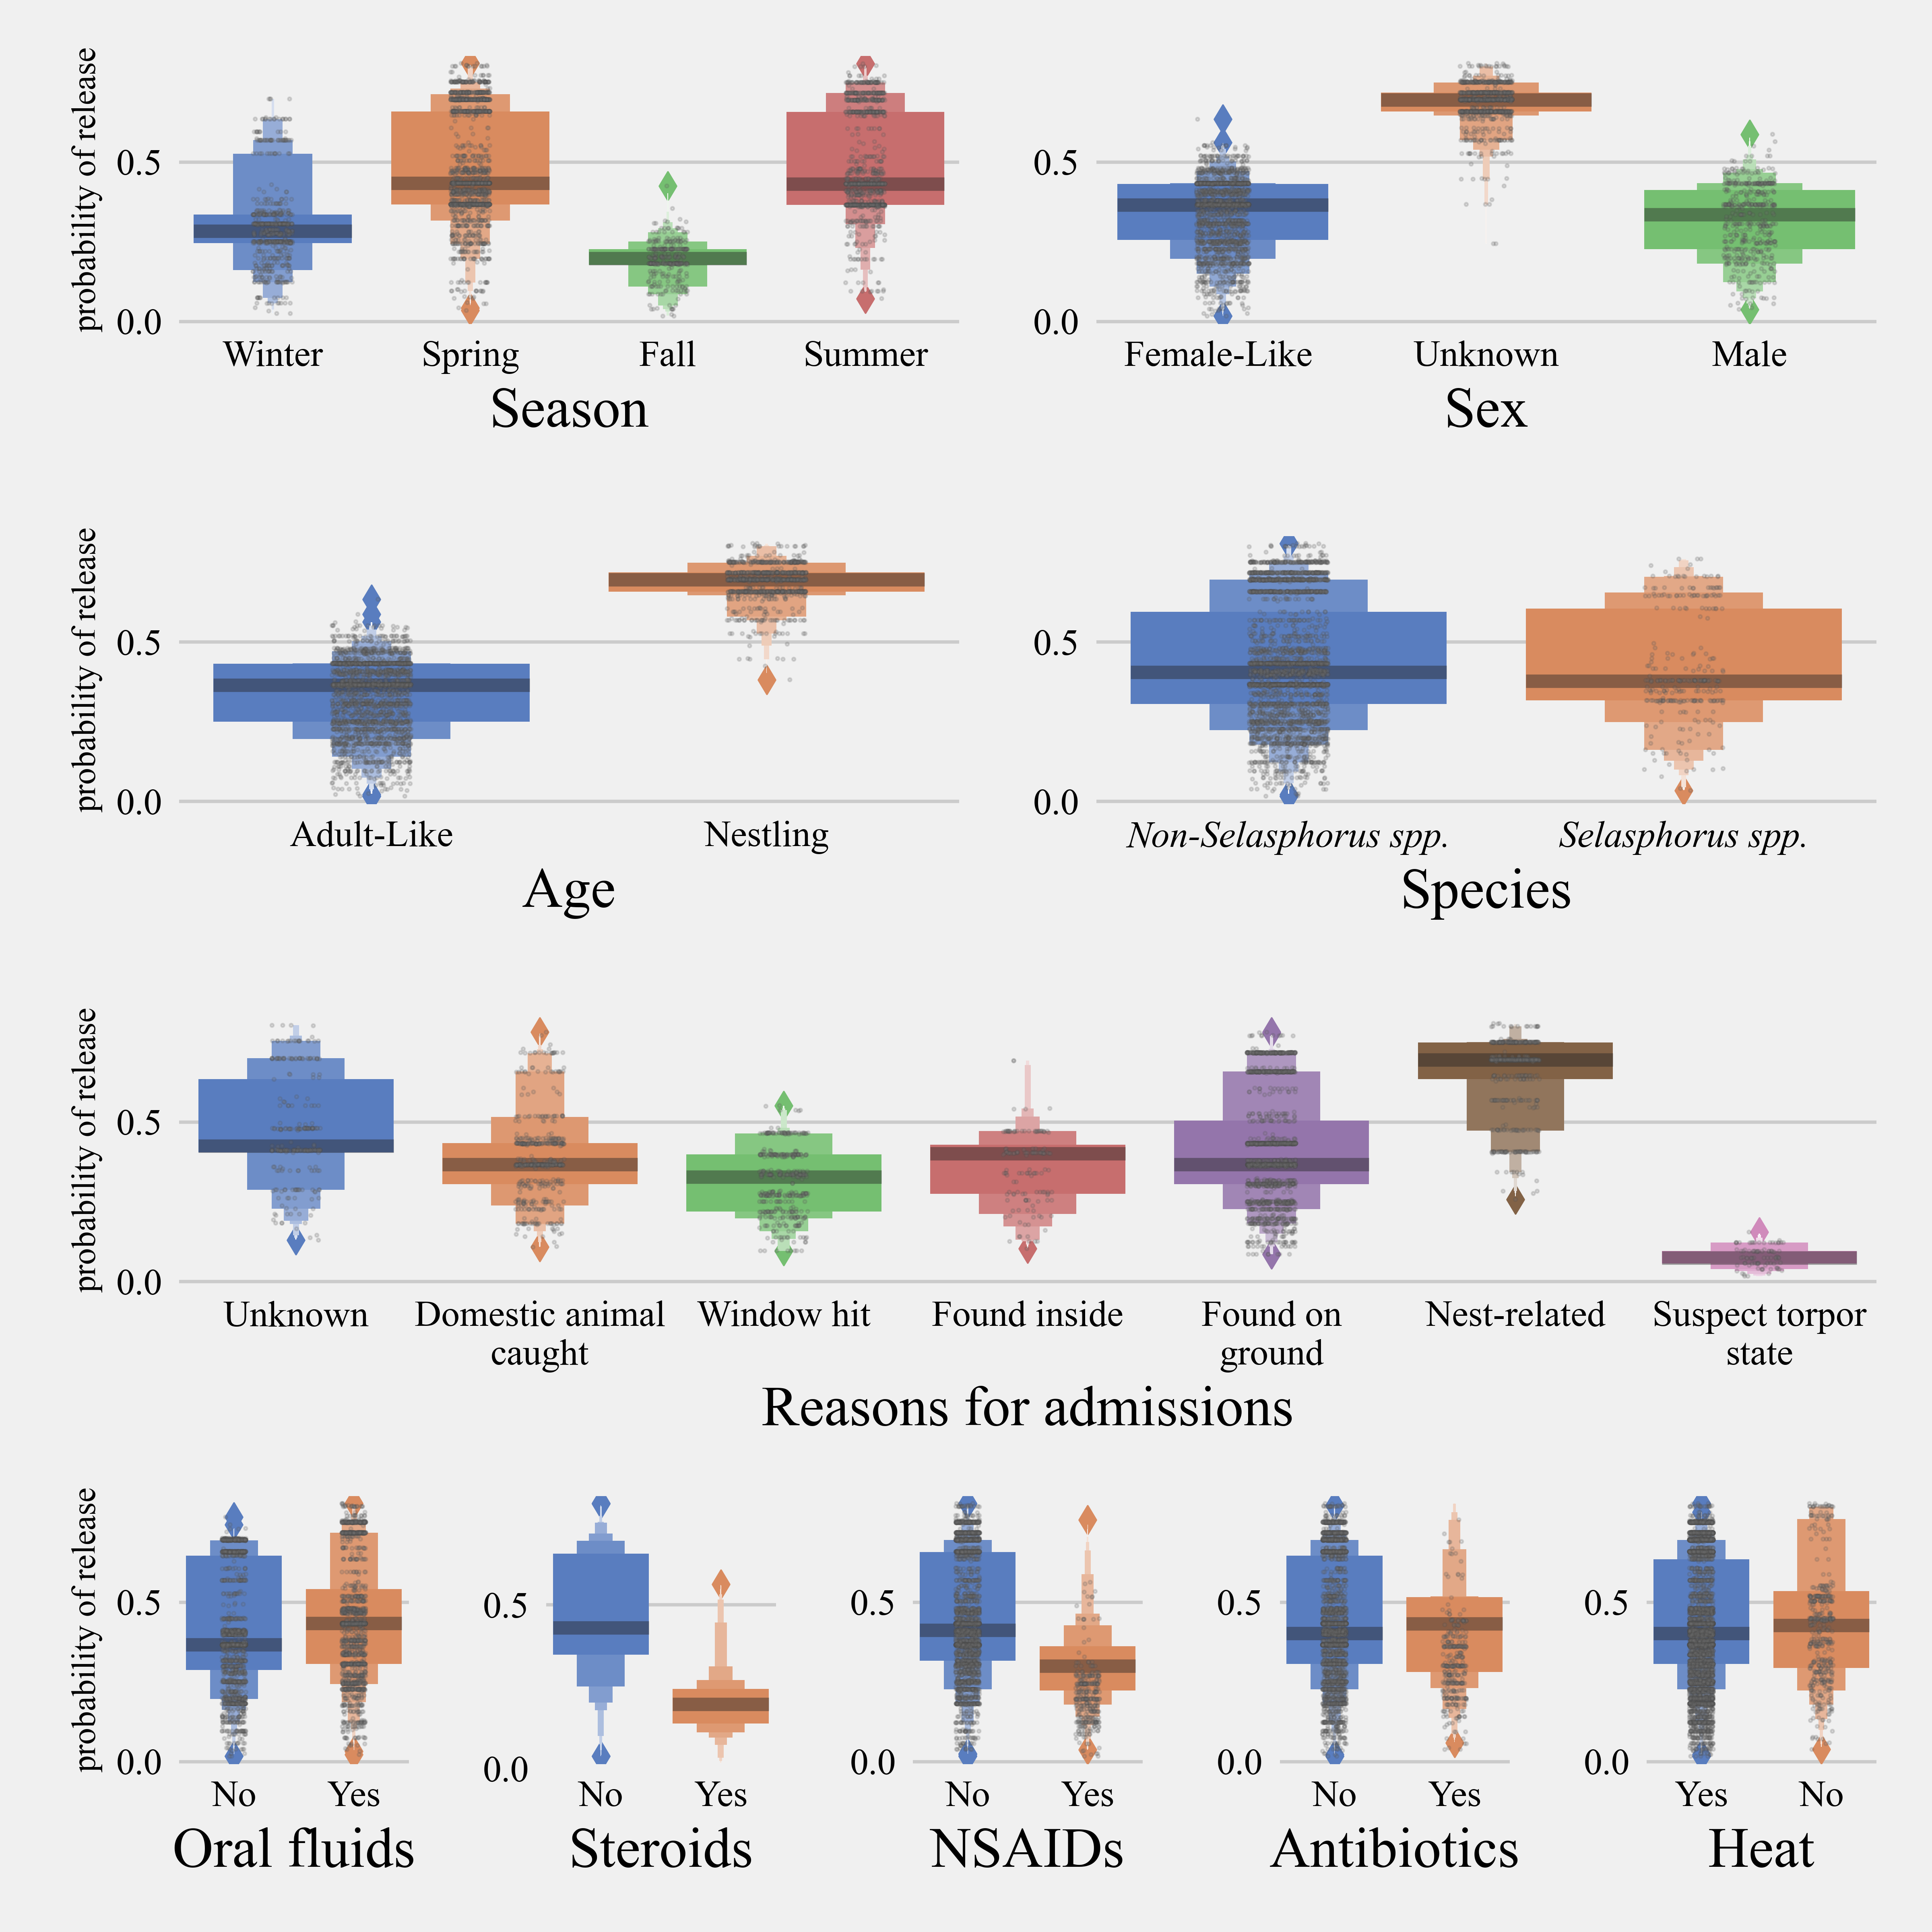 probability of release
0.5
0.0
Winter Spring Fall Summer
Season
0.5
0.0
Female-Like Unknown Male
Sex
probability of release
0.5
0.0
Adult-Like Nestling
Age
0.5
0.0
Non-Selasphorus spp. Selasphorus spp.
Species
probability of release
0.5
0.0
Unknown Domestic animal Window hit Found inside Found on Nest-related Suspect torpor
caught ground state
Reasons for admissions
probability of release
0.5
0.0
No Yes
Oral fluids
0.5
0.0
No Yes
Steroids
0.5
0.0
No Yes
NSAIDs
0.5
0.0
No Yes
Antibiotics
0.5
0.0
Yes No
Heat